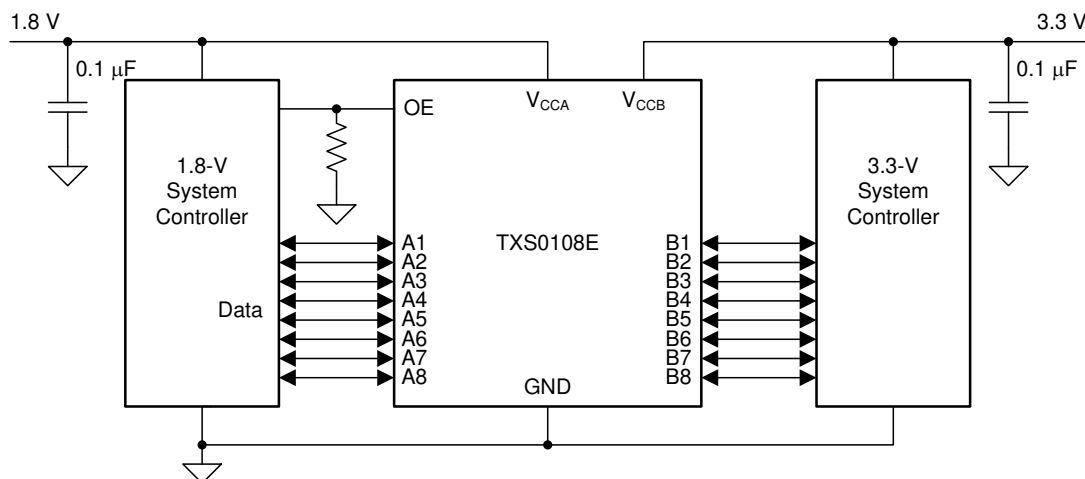 1.8 V
3.3 V
0.1 μF
0.1 μF
OE
VCCA
VCCB
1.8-V
System
Controller
3.3-V
System
Controller
TXS0108E
Data
A1
A2
A3
A4
A5
A6
A7
A8
B1
B2
B3
B4
B5
B6
B7
B8
GND